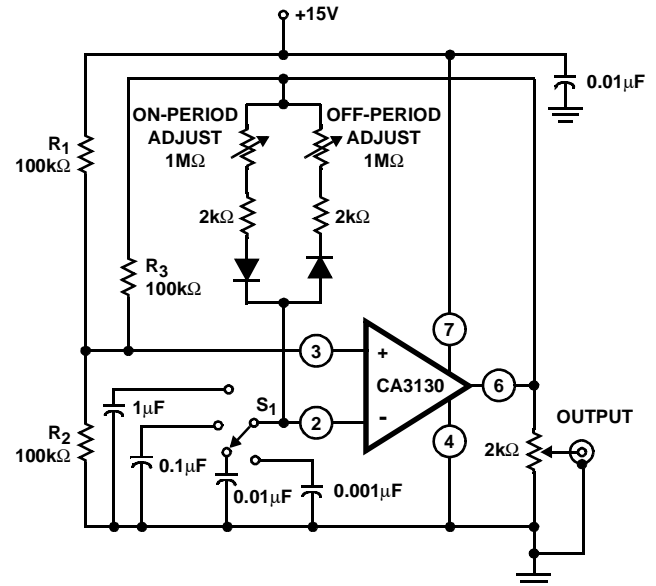 +15V
0.01μF
ON-PERIOD
ADJUST
1MΩ
OFF-PERIOD
ADJUST
1MΩ
R1
100kΩ
2kΩ
2kΩ
R3
100kΩ
7
3
+
CA3130
6
S1
2
-
4
OUTPUT
2kΩ
1μF
R2
100kΩ
0.1μF
0.01μF
0.001μF